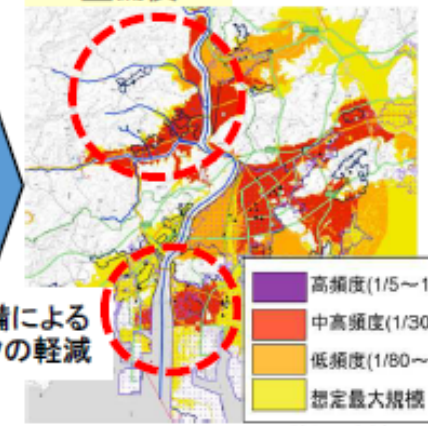 備による
クの軽減
高頻度(1/5～1
中高頻度(1/30
低頻度(1/80～
想定最大規模